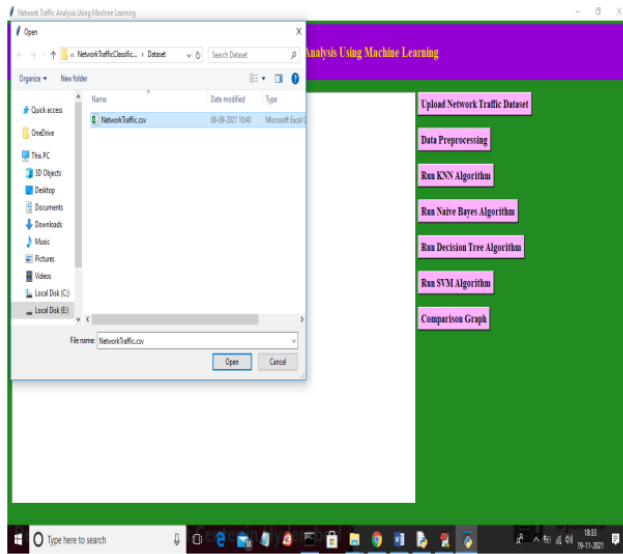 Network Traffic Analysis Using Machine Learning
Open
Analysis Using Machine Learning
« NetworkTrafficClassific... › Dataset
Search Dataset
Organize
New folder
Name
Date modified
Type
Quick access
OneDrive
This PC
3D Objects
Desktop
Documents
Downloads
Music
Pictures
Videos
Local Disk (C:)
Local Disk (E:)
NetworkTraffic.csv
09-09-2021 10:40
Microsoft Excel C
File name:
NetworkTraffic.csv
Open
Cancel
Upload Network Traffic Dataset
Data Preprocessing
Run KNN Algorithm
Run Naive Bayes Algorithm
Run Decision Tree Algorithm
Run SVM Algorithm
Comparison Graph
Type here to search
18:33
19-11-2021